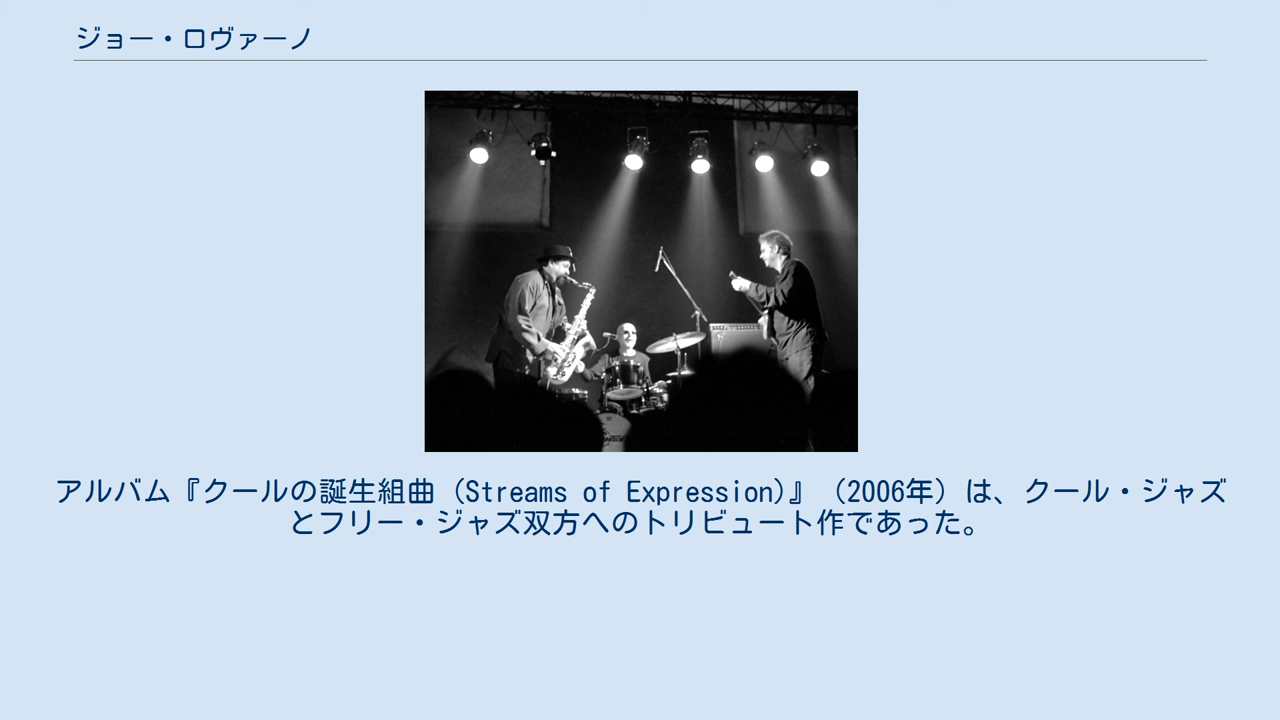 ジョー・ロヴァーノ
アルバム『クールの誕生組曲（Streams of Expression)』（2006年）は、クール・ジャズ
とフリー・ジャズ双方へのトリビュート作であった。